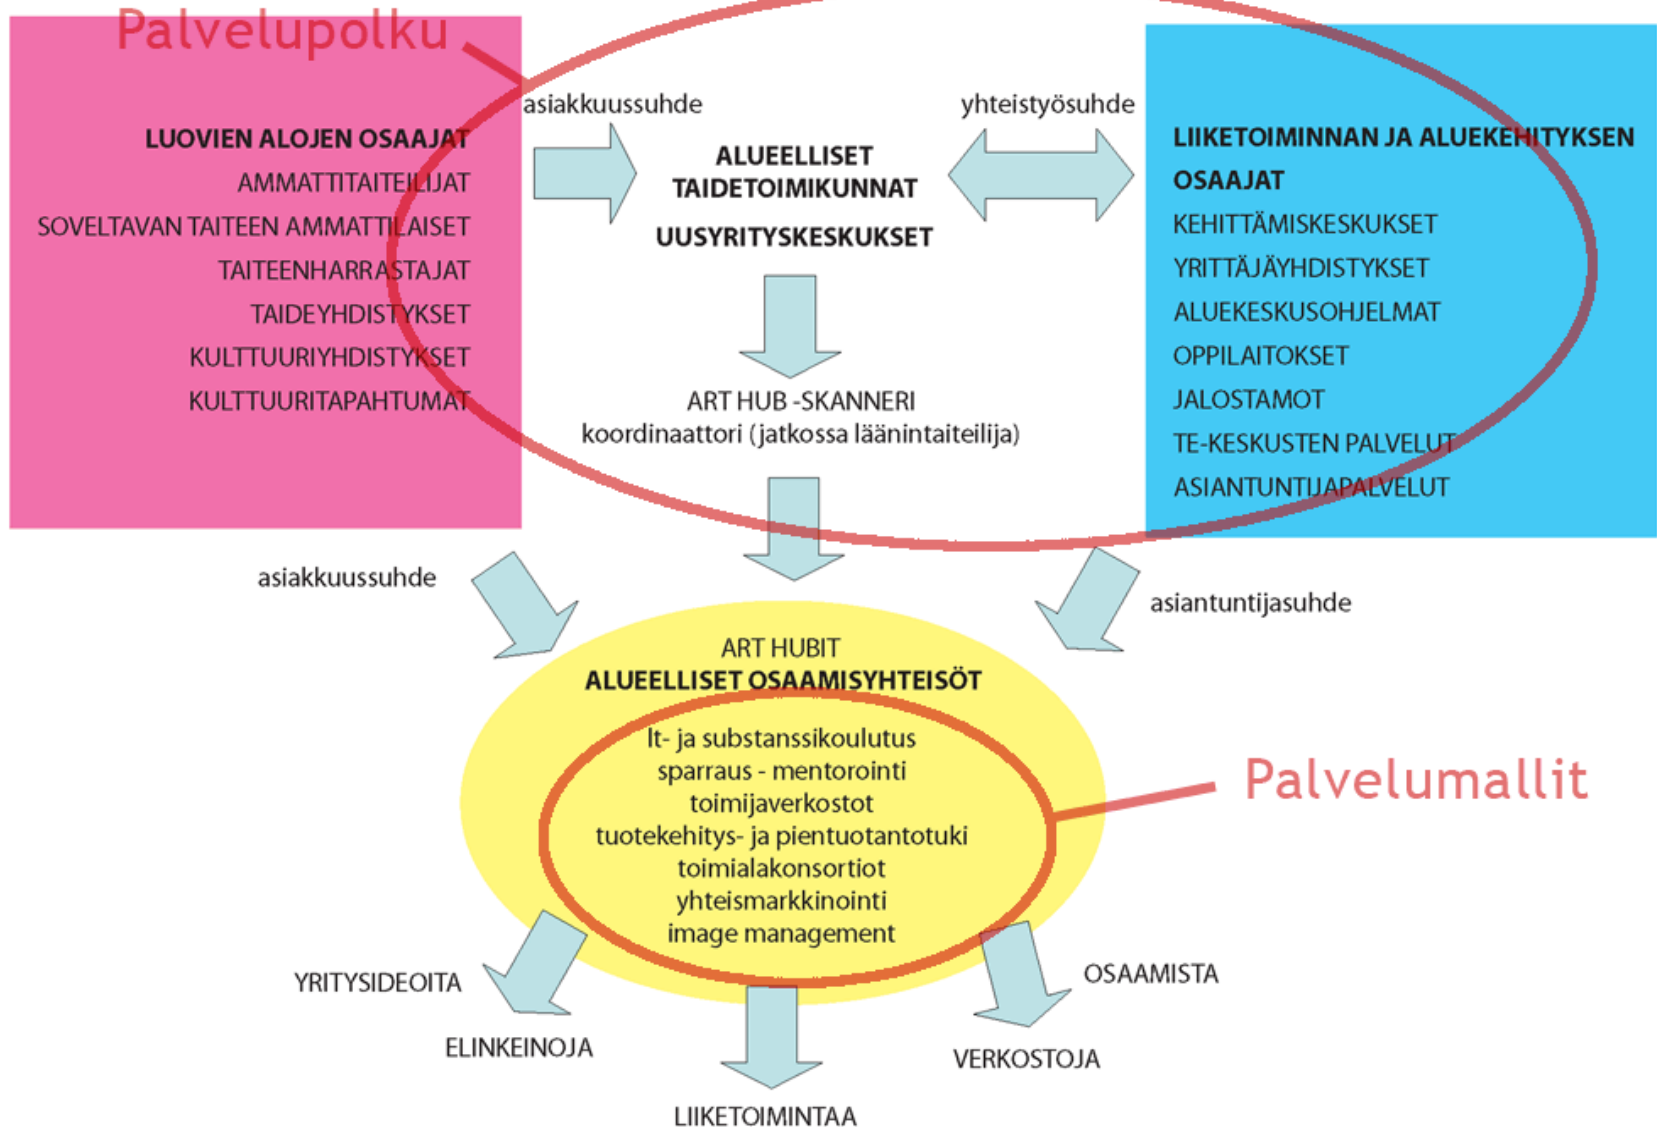 Palvelupolku
LUOVIEN ALOJEN OSAAJAT
AMMATTITAITEILIJAT
SOVELTAVAN TAITEEN AMMATTILAISET
TAITEENHARRASTAJAT
TAIDEYHDISTYKSET
KULTTUURIYHDISTYKSET
KULTTUURITAPAHTUMAT
asiakkuussuhde
ALUEELLISET
TAIDETOIMIKUNNAT
UUSYRITYSKESKUKSET
yhteistyösuhde
LIIKETOIMINNAN JA ALUEKEHITYKSEN
OSAAJAT
KEHITTÄMISKESKUKSET
YRITTÄJÄYHDISTYKSET
ALUEKESKUSOHJELMAT
OPPILAITOKSET
JALOSTAMOT
TE-KESKUSTEN PALVELUT
ASIANTUNTIJAPALVELUT
ART HUB -SKANNERI
koordinaattori (jatkossa läänintaiteilija)
asiakkuussuhde
asiantuntijasuhde
ART HUBIT
ALUEELLISET OSAAMISYHTEISÖT
lt- ja substanssikoulutus
sparraus - mentorointi
toimijaverkostot
tuotekehitys- ja pientuotantotuki
toimialakonsortiot
yhteismarkkinointi
image management
Palvelumallit
YRITYSIDEOITA
ELINKEINOJA
LIIKETOIMINTAA
VERKOSTOJA
OSAAMISTA